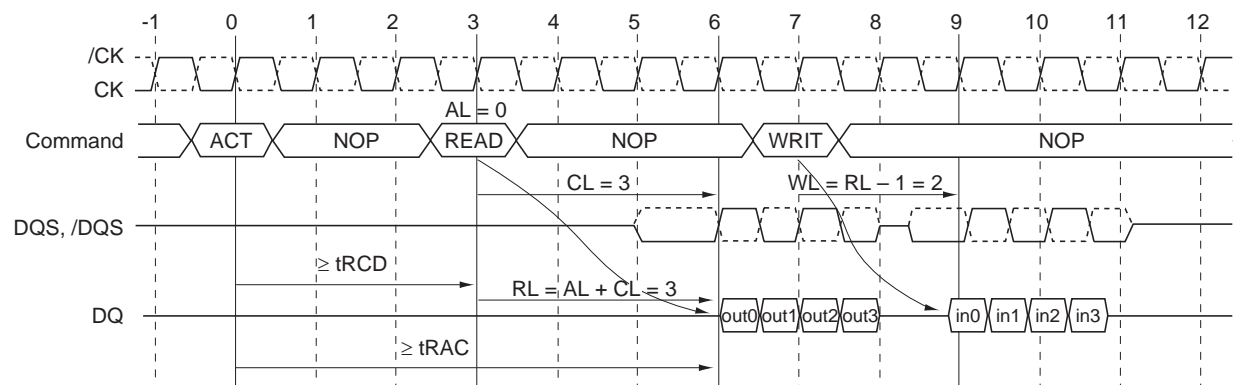 -1 0 1 2 3 4 5 6 7 8 9 10 11 12
/CK
CK
AL = 0
Command ACT NOP READ NOP WRIT NOP
CL = 3 WL = RL – 1 = 2
DQS, /DQS
≥ tRCD
RL = AL + CL = 3
DQ out0 out1 out2 out3 in0 in1 in2 in3
≥ tRAC